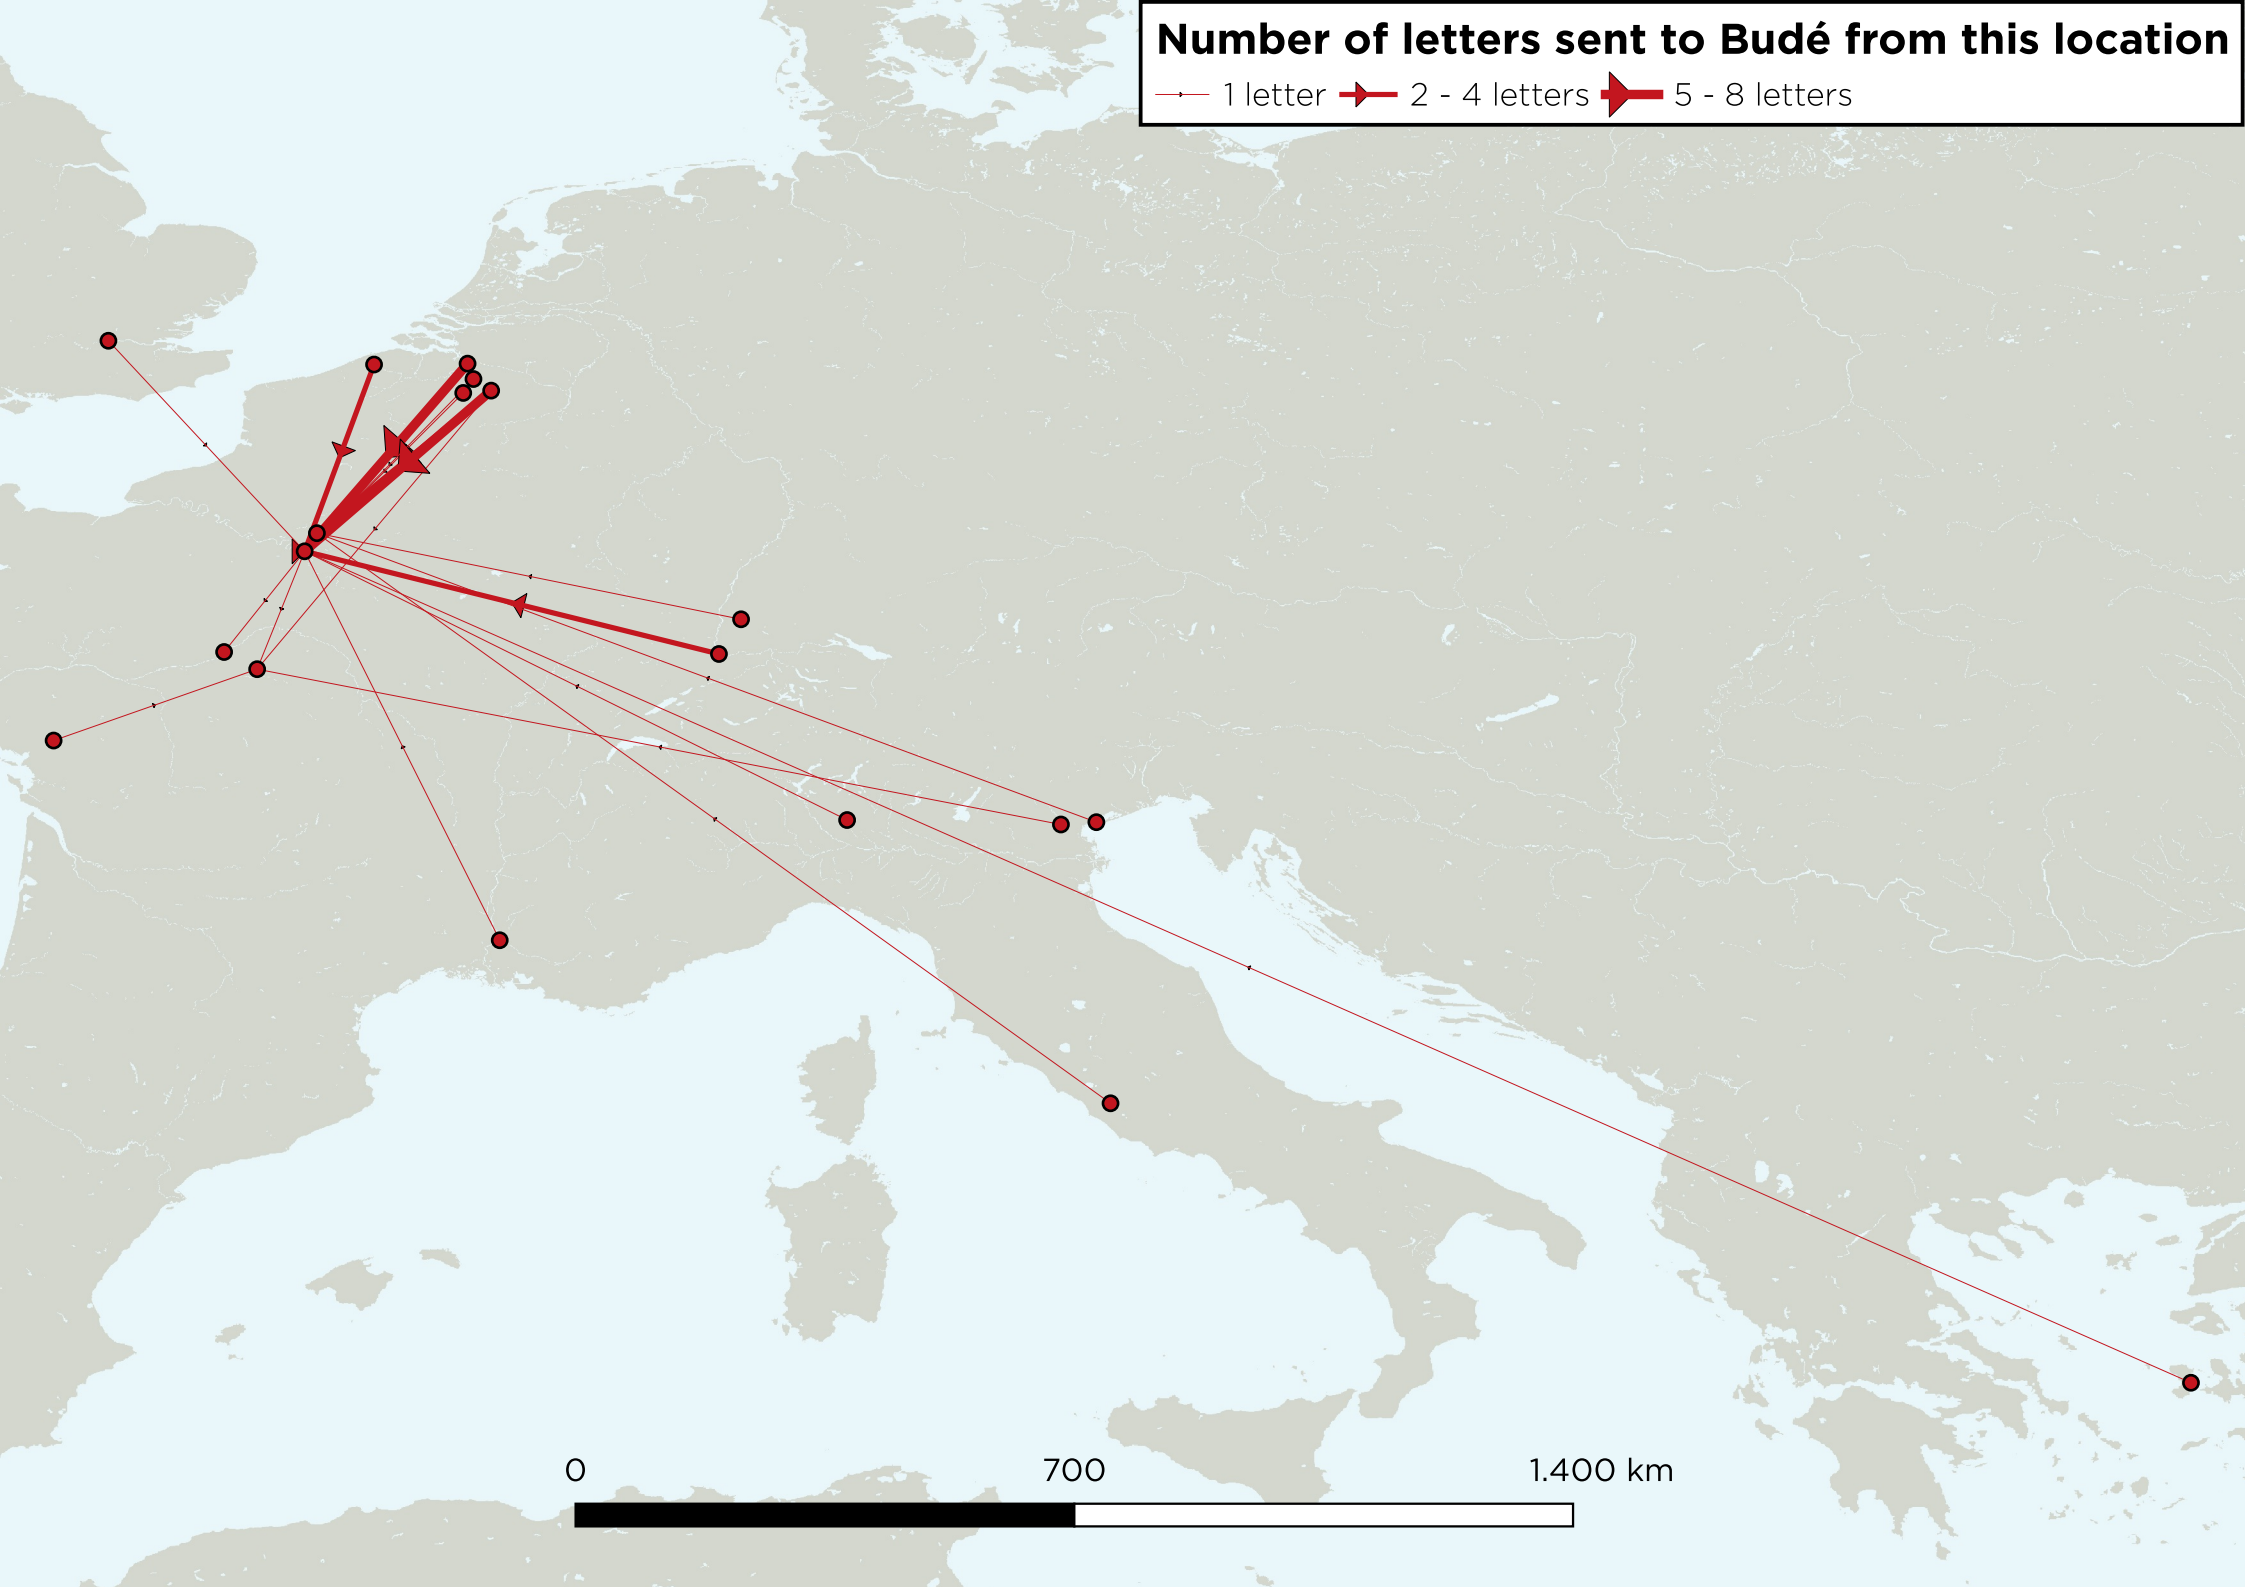 Number of letters sent to Budé from this location
1 letter 2 - 4 letters 5 - 8 letters
0 700 1.400 km